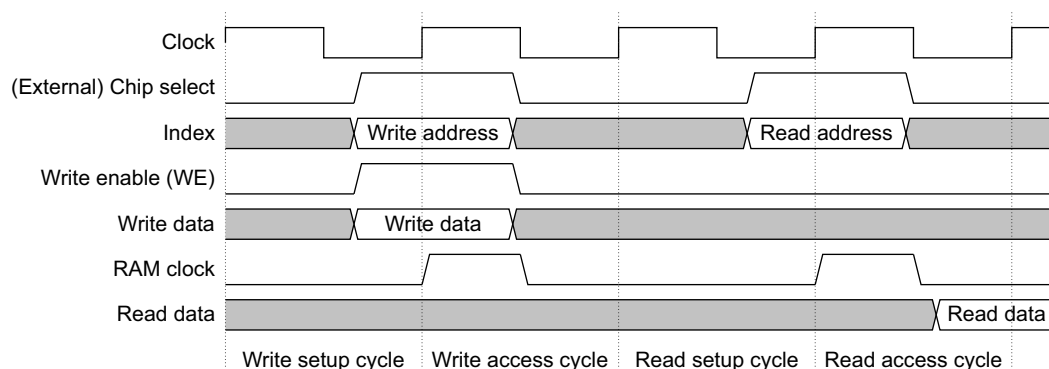 Clock
(External) Chip select
Index Write address Read address
Write enable (WE)
Write data Write data
RAM clock
Read data Read data
Write setup cycle Write access cycle Read setup cycle Read access cycle